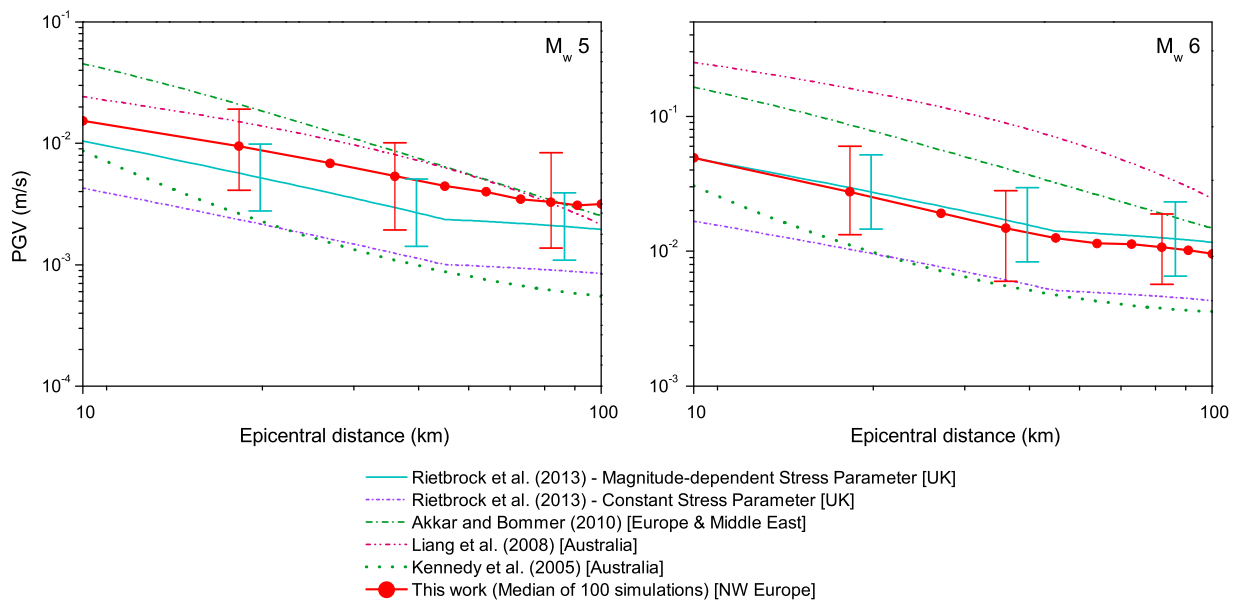 10-1
10-2
10-3
10-4
PGV (m/s)
Mw 5
10
100
Epicentral distance (km)
10-1
10-2
10-3
Mw 6
10
100
Epicentral distance (km)
Rietbrock et al. (2013) - Magnitude-dependent Stress Parameter [UK]
Rietbrock et al. (2013) - Constant Stress Parameter [UK]
Akkar and Bommer (2010) [Europe & Middle East]
Liang et al. (2008) [Australia]
Kennedy et al. (2005) [Australia]
This work (Median of 100 simulations) [NW Europe]